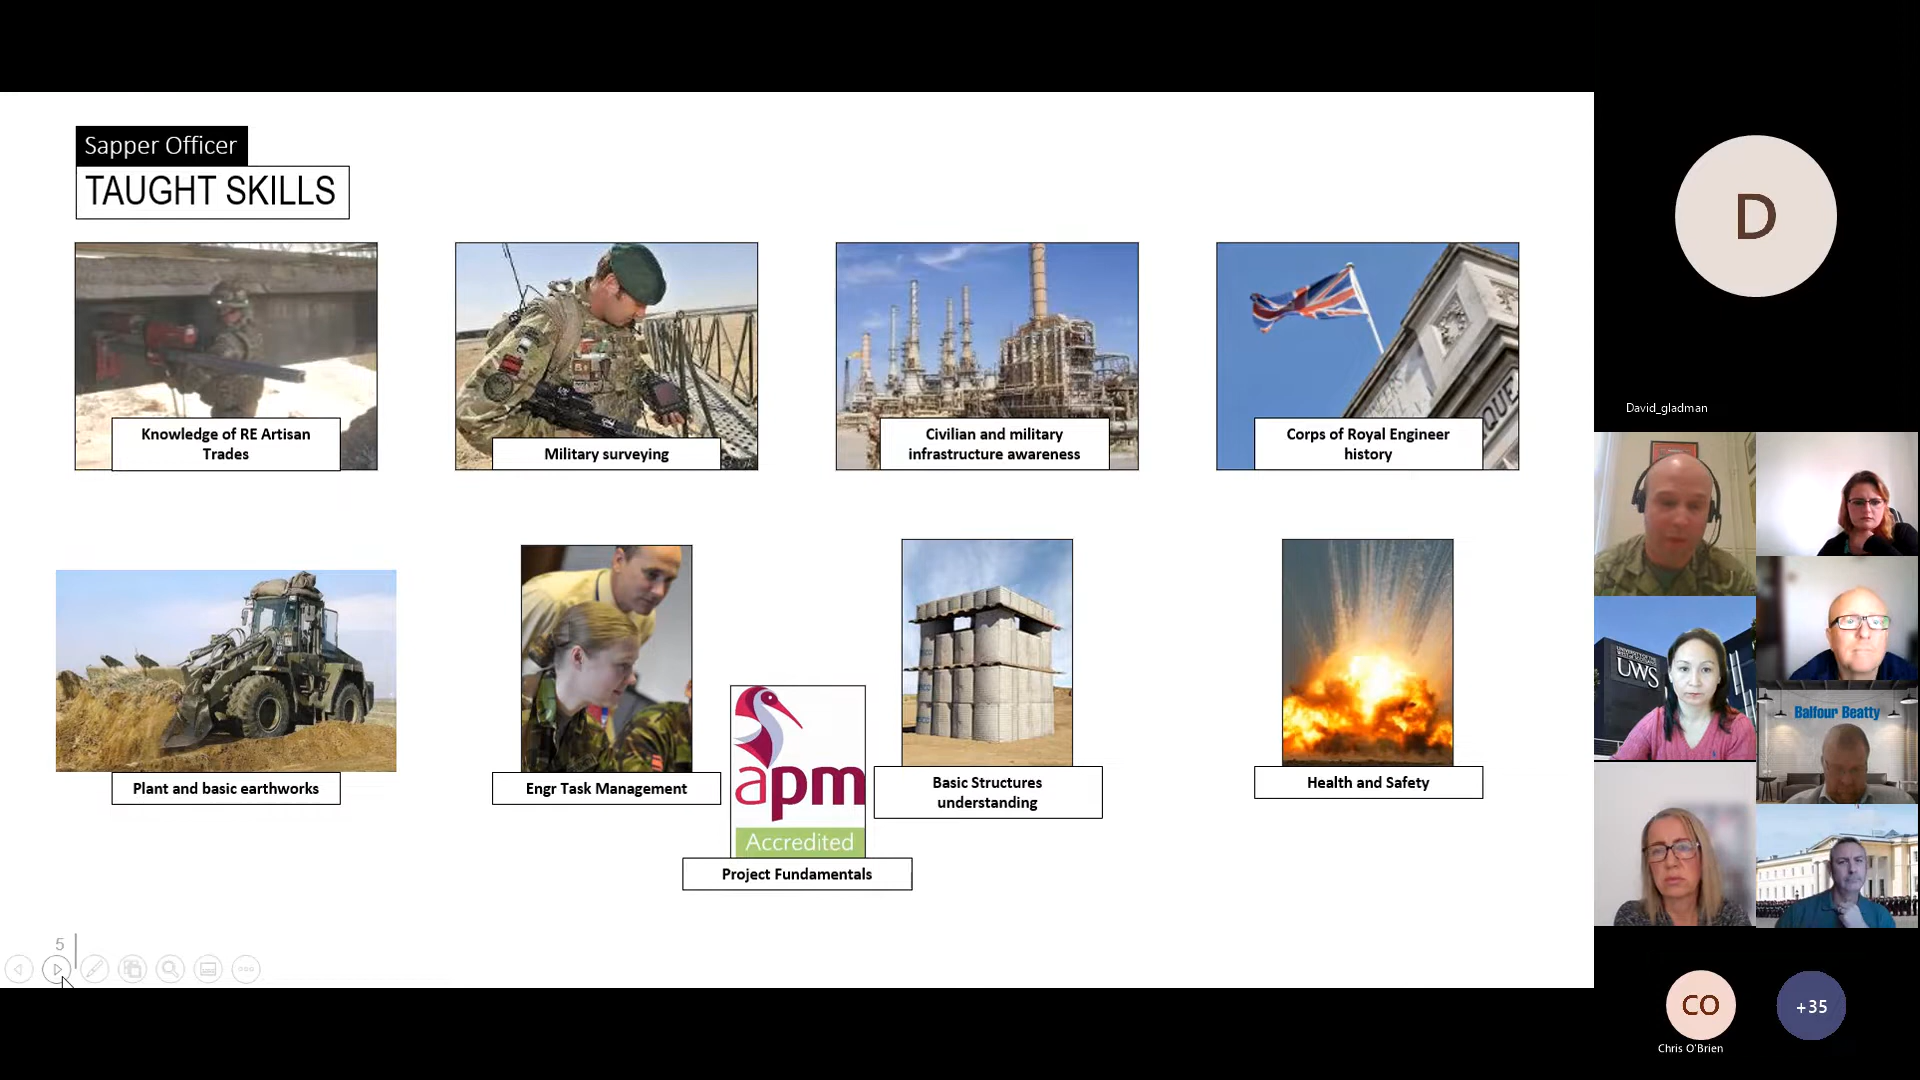 Sapper Officer
TAUGHT SKILLS
Knowledge of RE Artisan
Trades
Military surveying
Civilian and military
infrastructure awareness
Corps of Royal Engineer
history
QUE
Plant and basic earthworks
Engr Task Management
apm
Accredited
Project Fundamentals
Basic Structures
understanding
Health and Safety
5
D
David_gladman
UWS
Balfour Beatty
CO
Chris O'Brien
+35